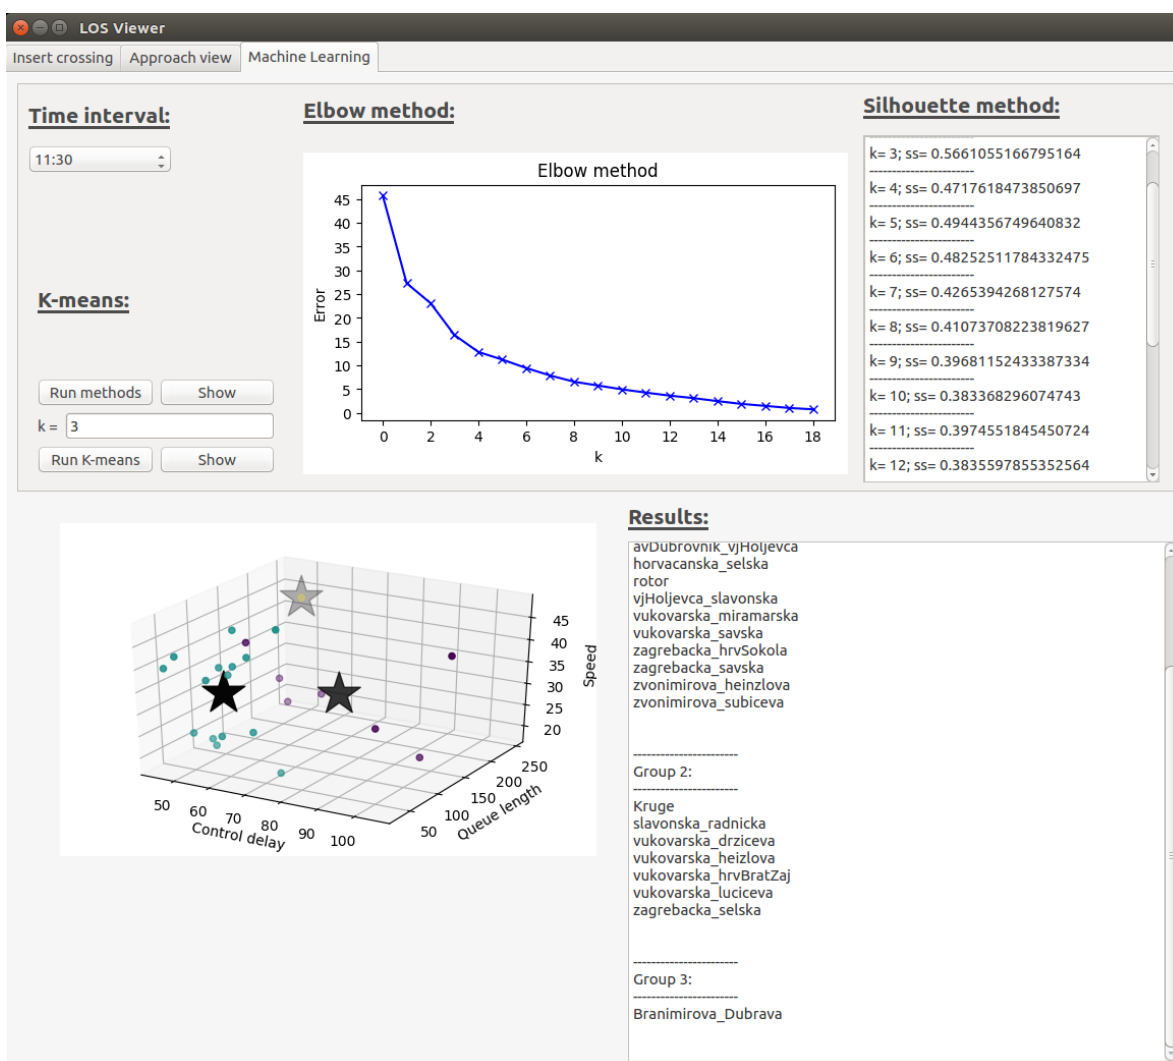 LOS Viewer
Insert crossing
Approach view
Machine Learning
Time interval:
11:30
K-means:
Run methods
Show
k =
3
Run K-means
Show
Elbow method:
Elbow method
45
40
35
30
25
20
15
10
5
0
Error
0 2 4 6 8 10 12 14 16 18
k
Silhouette method:
-----------------------
k= 3; ss= 0.5661055166795164
-----------------------
k= 4; ss= 0.4717618473850697
-----------------------
k= 5; ss= 0.4944356749640832
-----------------------
k= 6; ss= 0.48252511784332475
-----------------------
k= 7; ss= 0.4265394268127574
-----------------------
k= 8; ss= 0.41073708223819627
-----------------------
k= 9; ss= 0.39681152433387334
-----------------------
k= 10; ss= 0.383368296074743
-----------------------
k= 11; ss= 0.3974551845450724
-----------------------
k= 12; ss= 0.3835597855352564
45
40
35
30
25
20
Speed
50 60 70 80 90 100
Control delay
50 100 150 200 250
Queue length
Results:
avDubrovnik_vjHoljevca
horvacanska_selska
rotor
vjHoljevca_slavonska
vukovarska_miramarska
vukovarska_savska
zagrebacka_hrvSokola
zagrebacka_savska
zvonimirova_heinzlova
zvonimirova_subiceva
-----------------------
Group 2:
-----------------------
Kruge
slavonska_radnicka
vukovarska_drziceva
vukovarska_heizlova
vukovarska_hrvBratZaj
vukovarska_luciceva
zagrebacka_selska
-----------------------
Group 3:
-----------------------
Branimirova_Dubrava